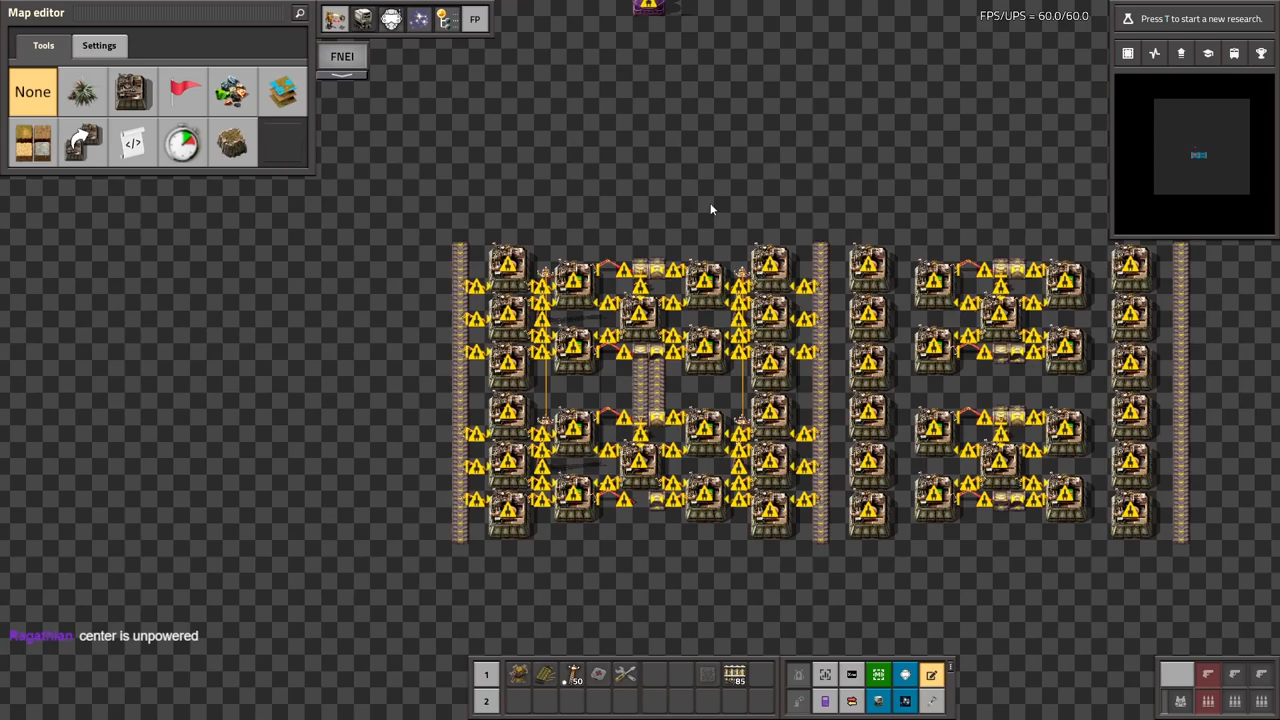 Map editor
FP
FPS/UPS = 60.0/60.0
Press T to start a new research.
Tools
Settings
FNEI
None
</>
Ragathian center is unpowered
1
50
85
2